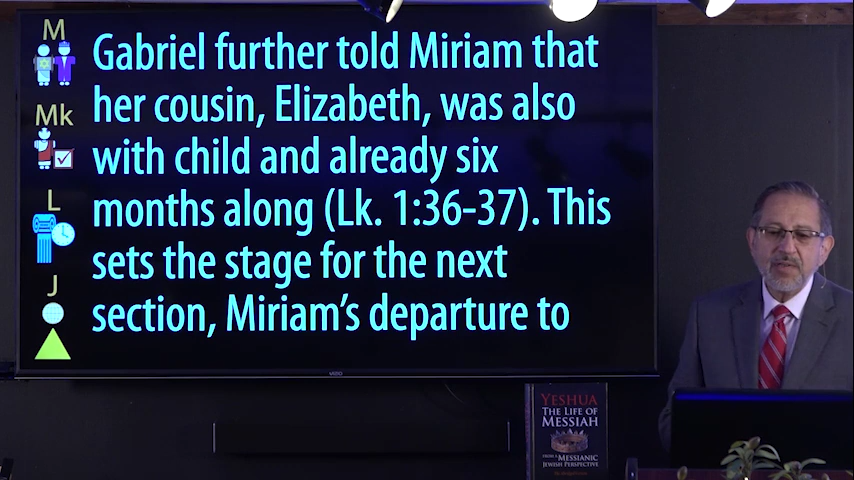 M
Mk
L
J
Gabriel further told Miriam that
her cousin, Elizabeth, was also
with child and already six
months along (Lk. 1:36-37). This
sets the stage for the next
section, Miriam's departure to
YESHUA
THE LIFE OF
MESSIAH
FROM A
MESSIANIC
JEWISH PERSPECTIVE